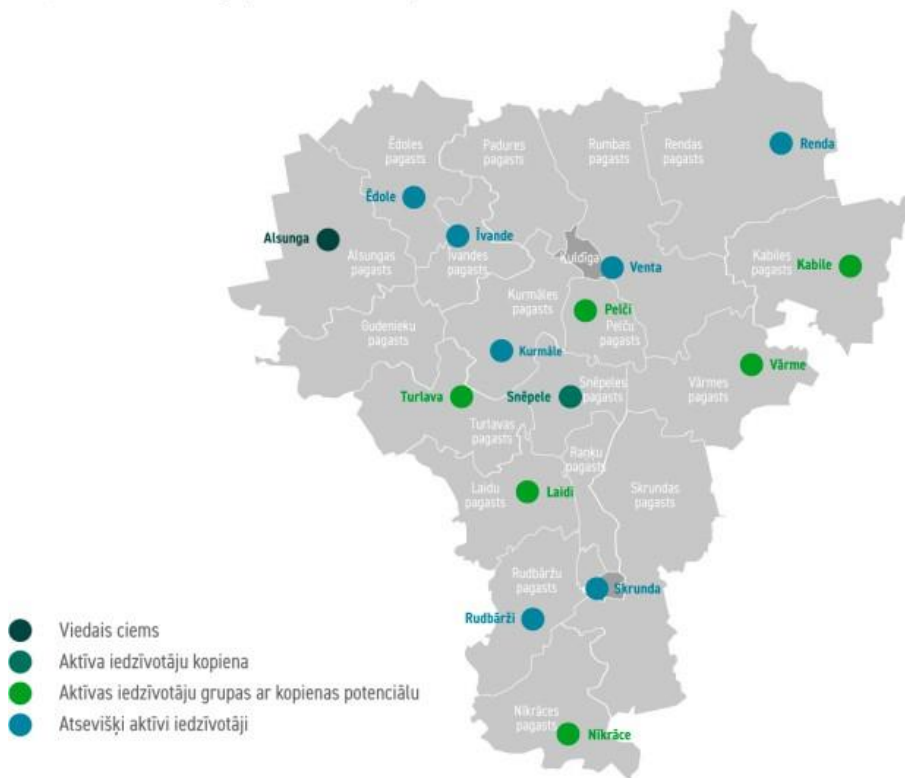 Ēdoles
pagasts
Padures
pagasts
Rumbas
pagasts
Rendas
pagasts
Renda
Ēdole
Alsunga
Īvande
Alsungas
pagasts
Īvandes
pagasts
Kuldīga
Venta
Kabiles
pagasts
Kabile
Kurmāles
pagasts
Pelči
Pelču
pagasts
Gudenieku
pagasts
Kurmāle
Vārme
Vārmes
pagasts
Turlava
Snēpele
Snēpeles
pagasts
Turlavas
pagasts
Raņku
pagasts
Laidu
pagasts
Laidi
Skrundas
pagasts
Rudbāržu
pagasts
Skrunda
Rudbārži
Nīkrāces
pagasts
Nīkrāce
Viedais ciems
Aktīva iedzīvotāju kopiena
Aktīvas iedzīvotāju grupas ar kopienas potenciālu
Atsevišķi aktīvi iedzīvotāji